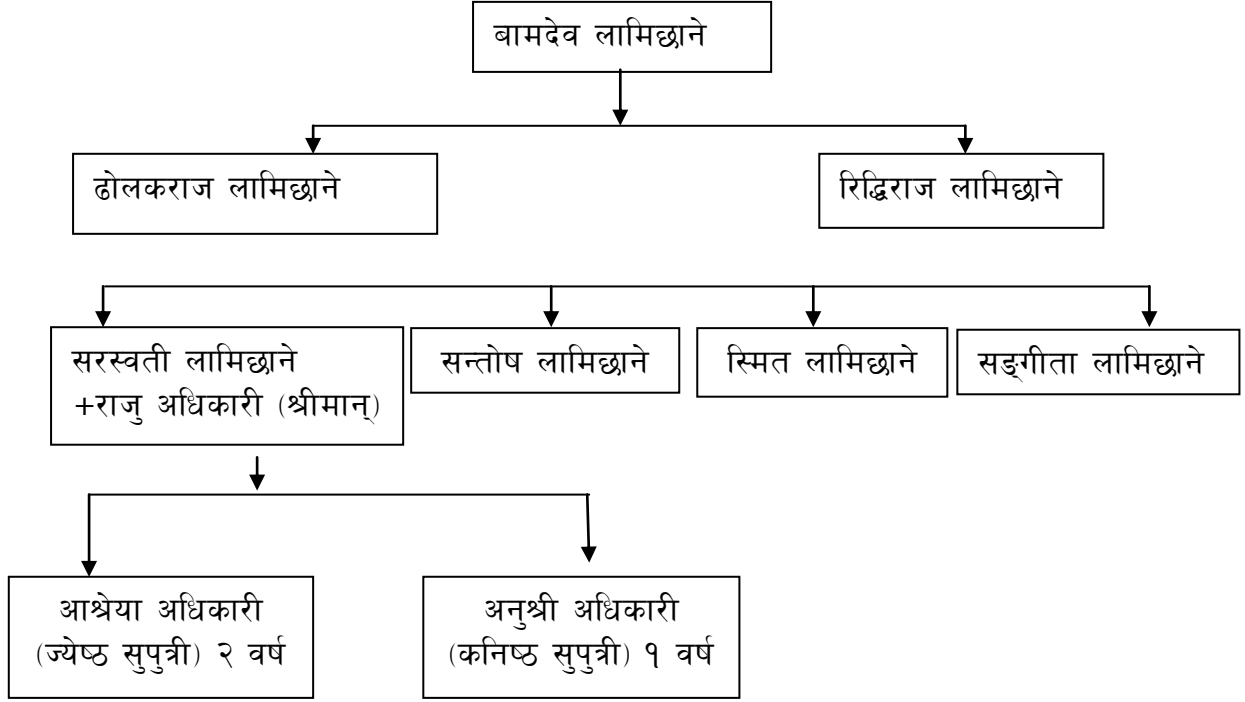 बामदेव लामिछाने
ढोलकराज लामिछाने
रिद्धिराज लामिछाने
सरस्वती लामिछाने
+राजु अधिकारी (श्रीमान्)
सन्तोष लामिछाने
स्मित लामिछाने
सङ्गीता लामिछाने
आश्रेया अधिकारी
(ज्येष्ठ सुपुत्री) २ वर्ष
अनुश्री अधिकारी
(कनिष्ठ सुपुत्री) १ वर्ष